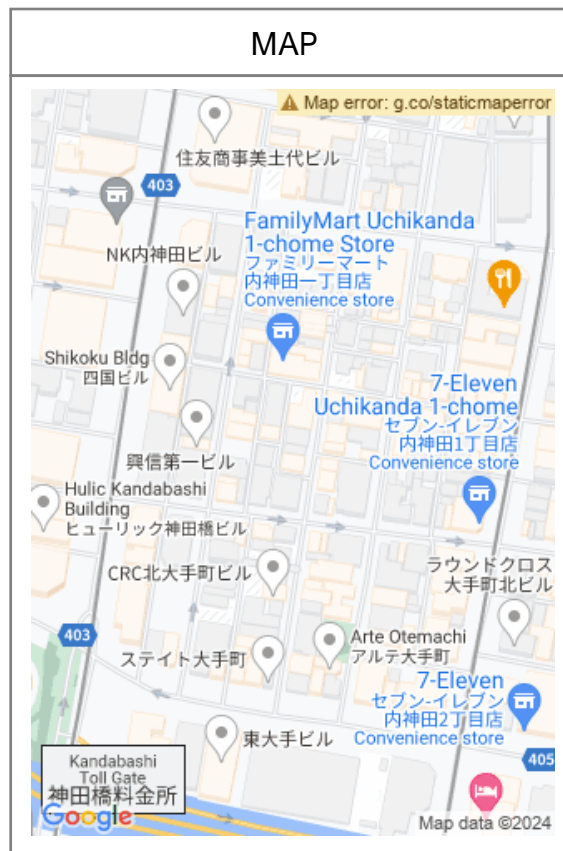 MAP
Map error: g.co/staticmaperror
住友商事美土代ビル
403
FamilyMart Uchikanda
1-chome Store
ファミリーマート
内神田一丁目店
Convenience store
NK内神田ビル
Shikoku Bldg
四国ビル
7-Eleven
Uchikanda 1-chome
セブン-イレブン
内神田1丁目店
Convenience store
興信第一ビル
Hulic Kandabashi
Building
ヒューリック神田橋ビル
CRC北大手町ビル
ラウンドクロス
大手町北ビル
403
Arte Otemachi
アルテ大手町
ステイト大手町
7-Eleven
セブン-イレブン
内神田2丁目店
Convenience store
東大手ビル
405
Kandabashi
Toll Gate
神田橋料金所
Google
Map data ©2024